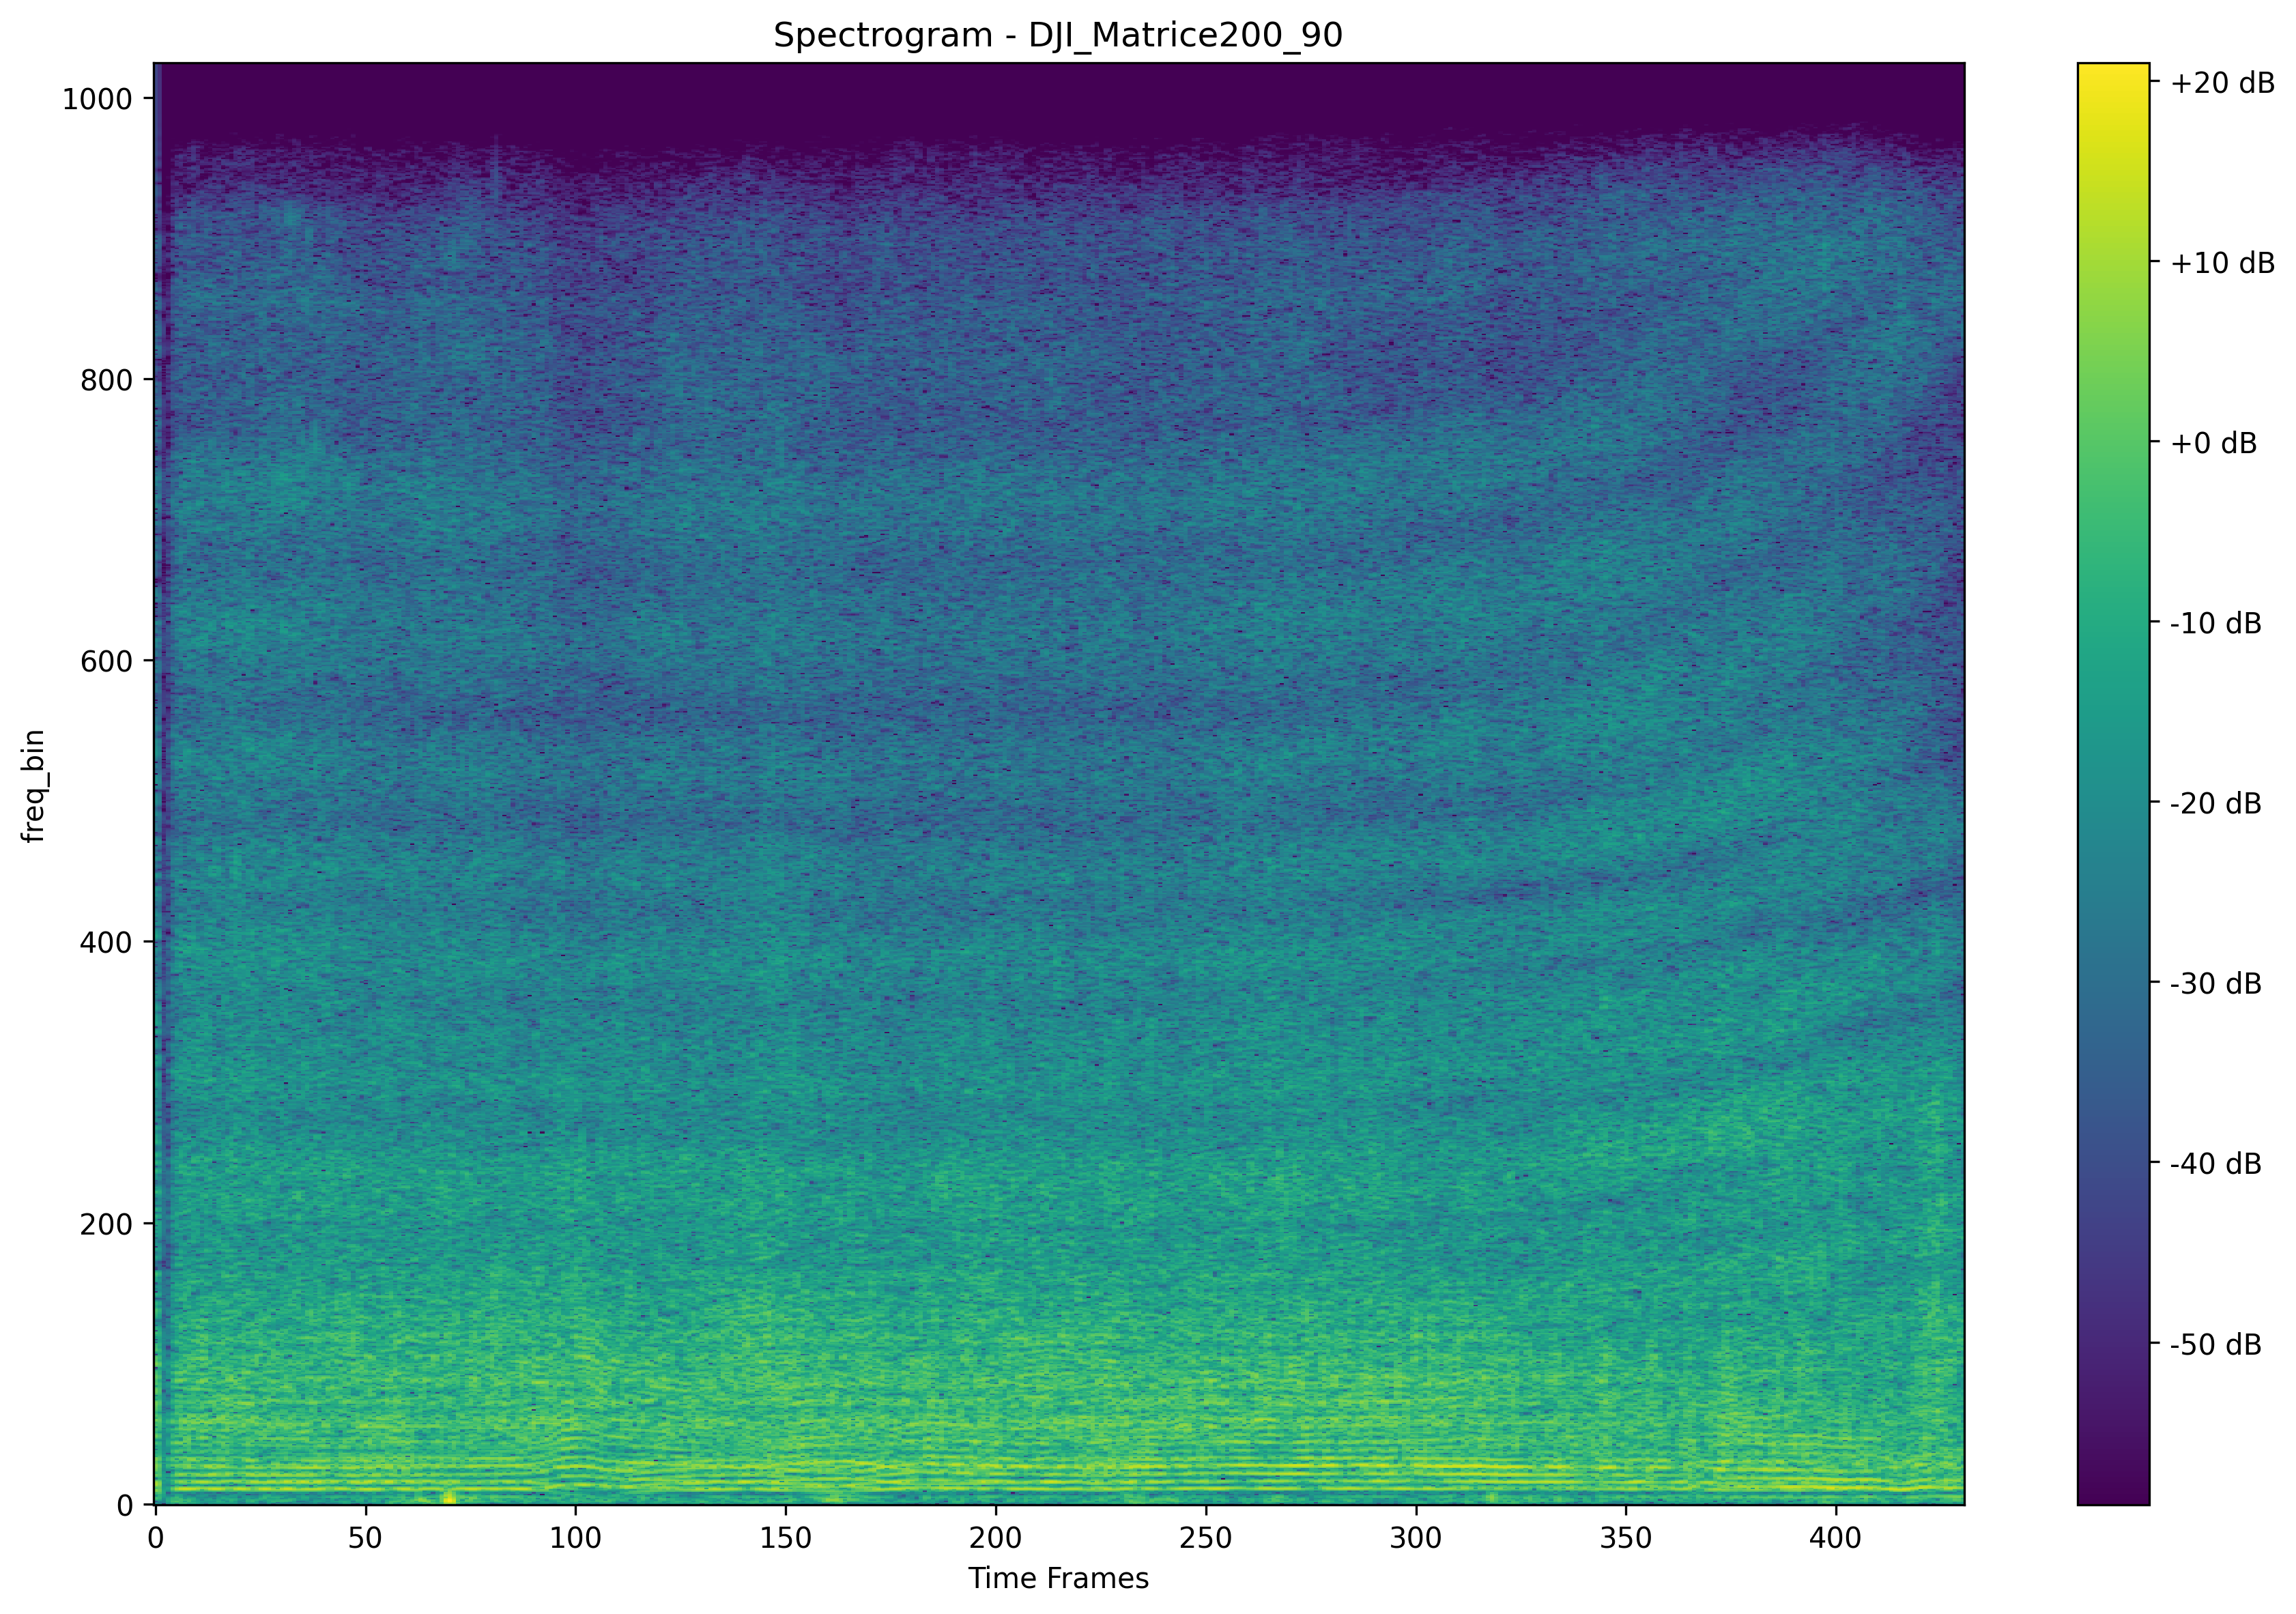 Spectrogram - DJI_Matrice200_90
freq_bin
1000
800
600
400
200
0
0 50 100 150 200 250 300 350 400
Time Frames
+20 dB
+10 dB
+0 dB
-10 dB
-20 dB
-30 dB
-40 dB
-50 dB